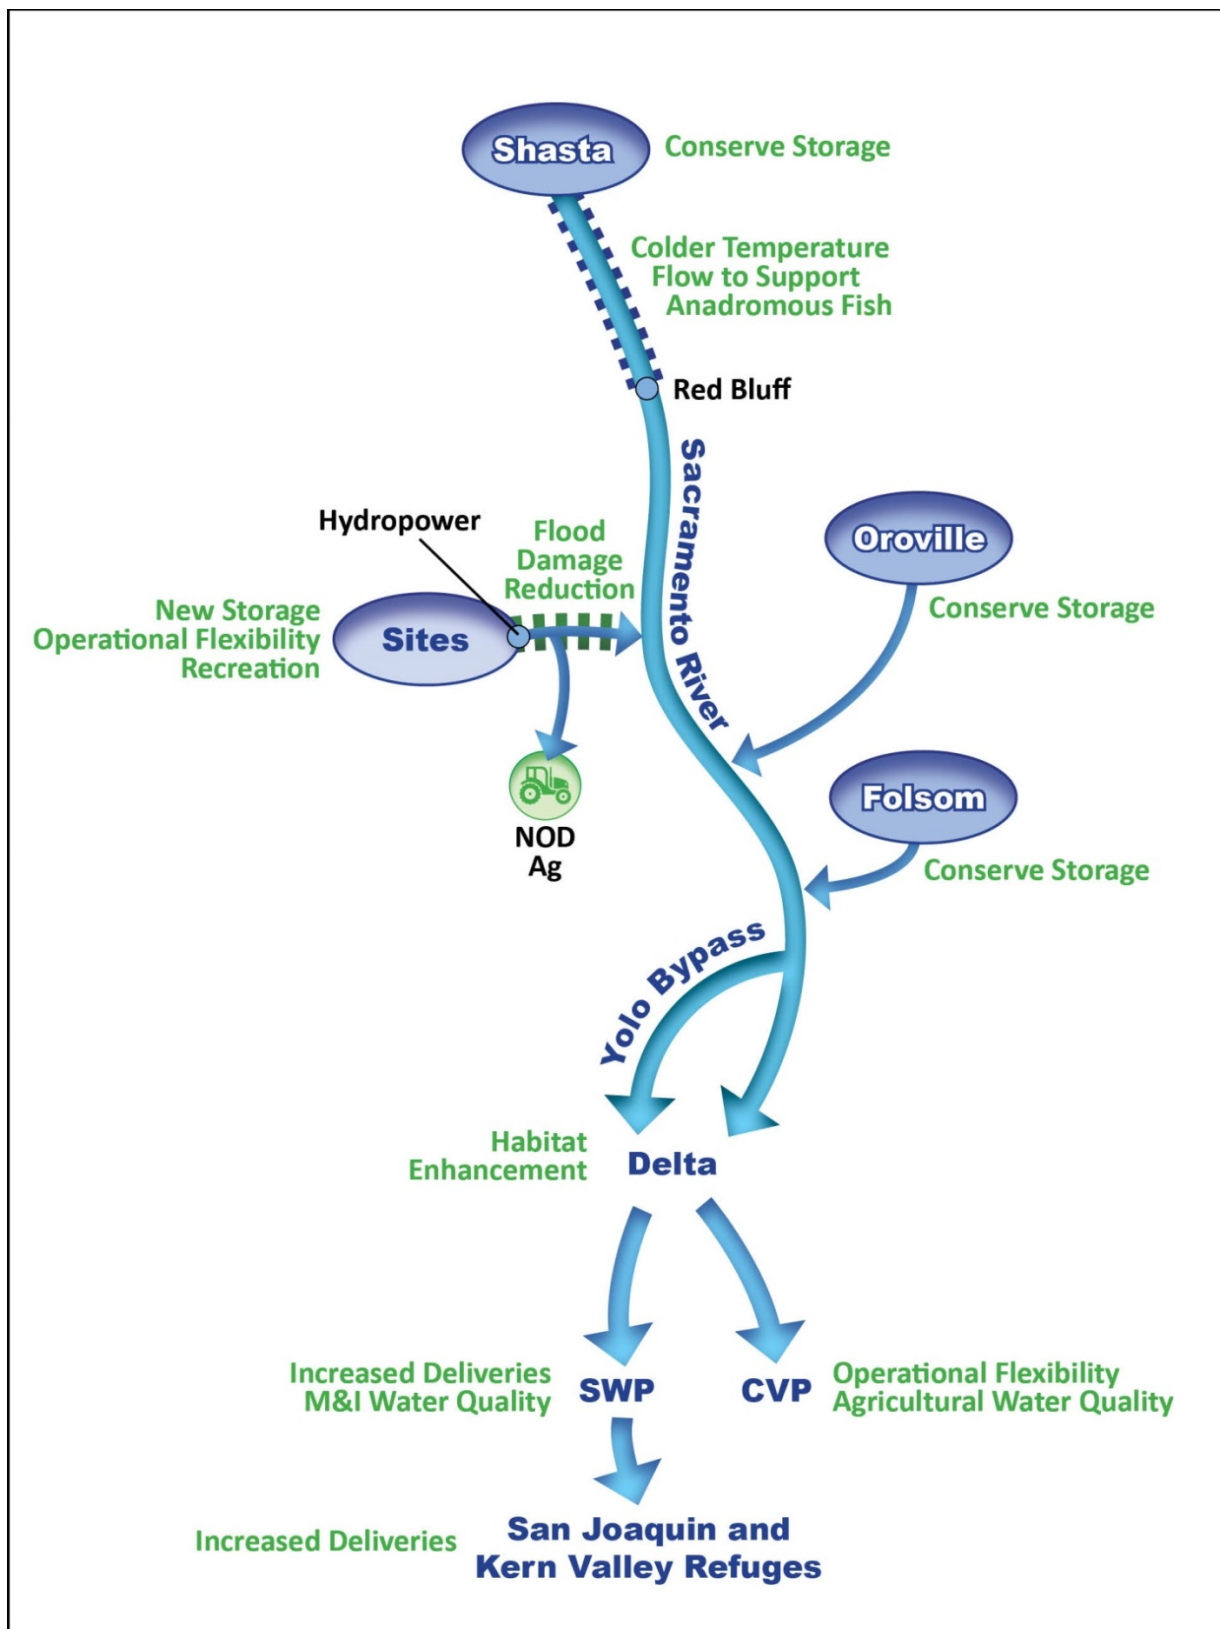 Shasta
Conserve Storage
Colder Temperature
Flow to Support
Anadromous Fish
Red Bluff
Sacramento River
Hydropower
Flood
Damage
Reduction
Oroville
Conserve Storage
New Storage
Operational Flexibility
Recreation
Sites
NOD
Ag
Folsom
Conserve Storage
Yolo Bypass
Habitat
Enhancement
Delta
Increased Deliveries
M&I Water Quality
SWP
CVP
Operational Flexibility
Agricultural Water Quality
Increased Deliveries
San Joaquin and
Kern Valley Refuges